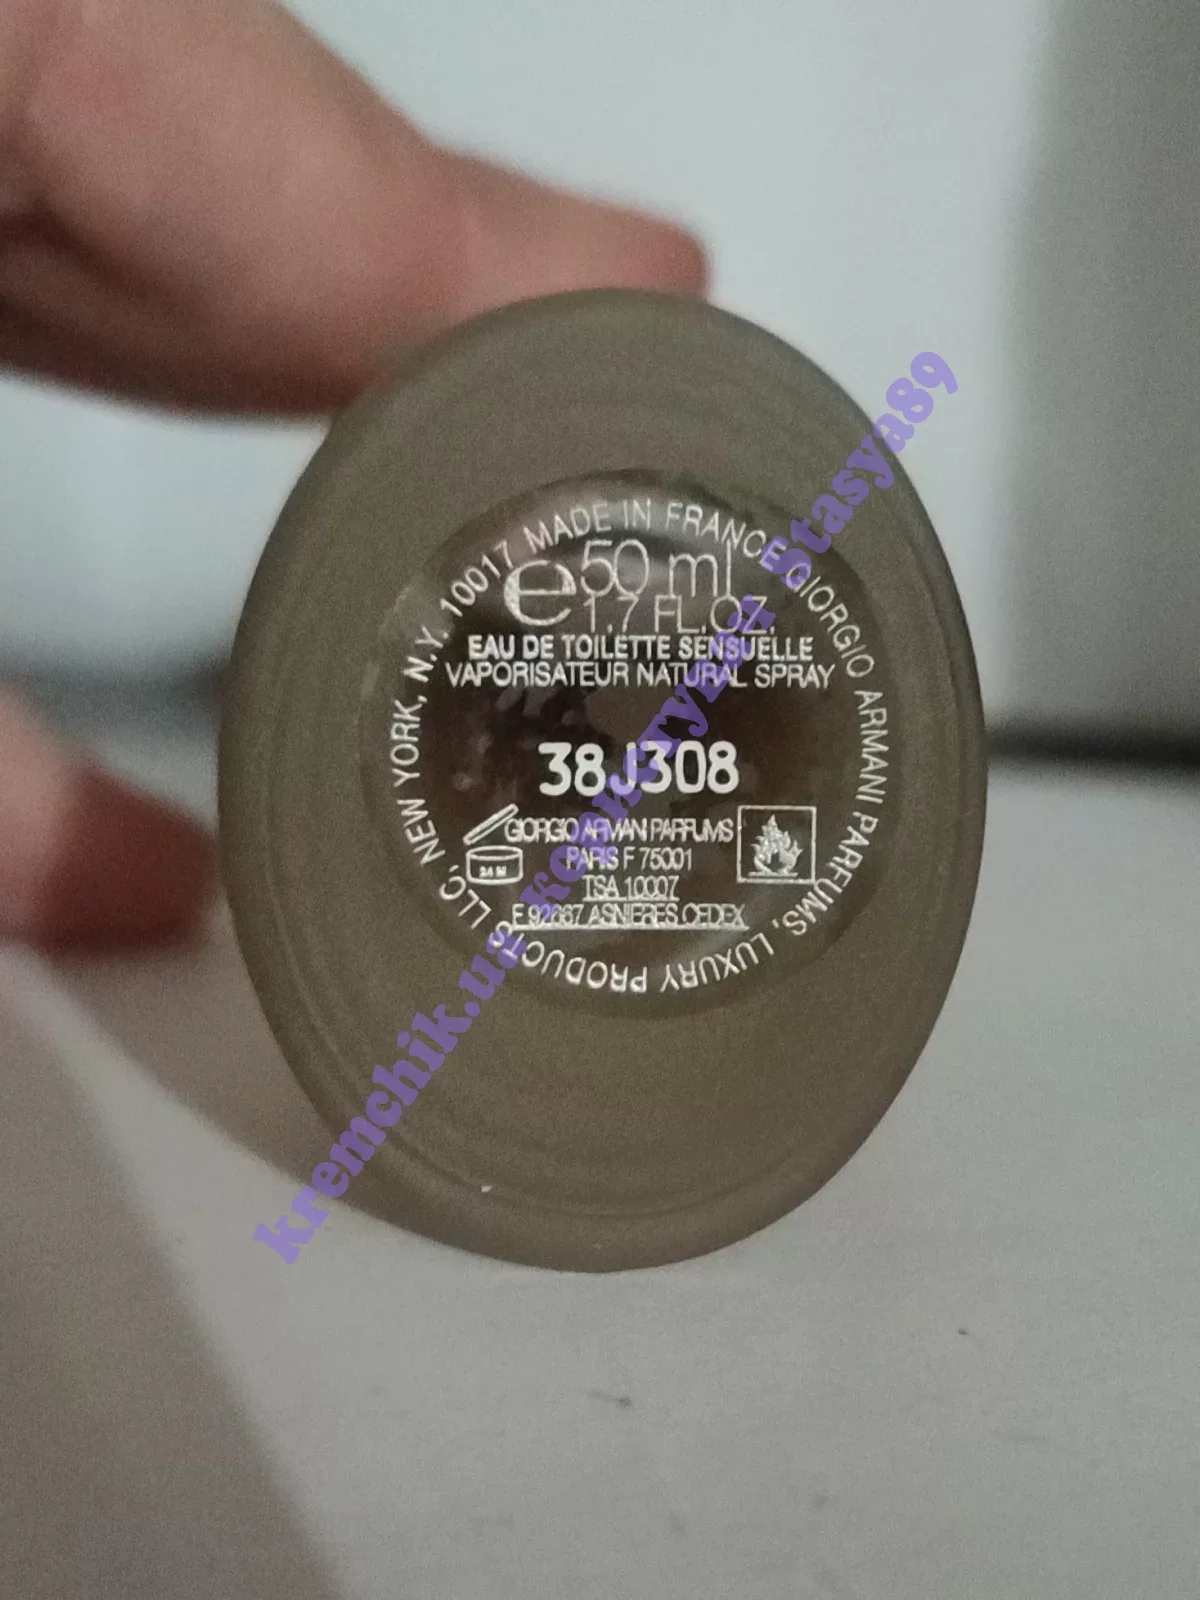 GIORGIO ARMANI PARFUMS, LUXURY PRODUCTS LLC, NEW YORK, N.Y. 10017 MADE IN FRANCE
e 50 ml
1.7 FL.OZ.
EAU DE TOILETTE SENSUELLE
VAPORISATEUR NATURAL SPRAY
38J308
GIORGIO ARMANI PARFUMS
PARIS F 75001
24 M
TSA 10007
F 92667 ASNIERES CEDEX
kremchik.ua Stasya89